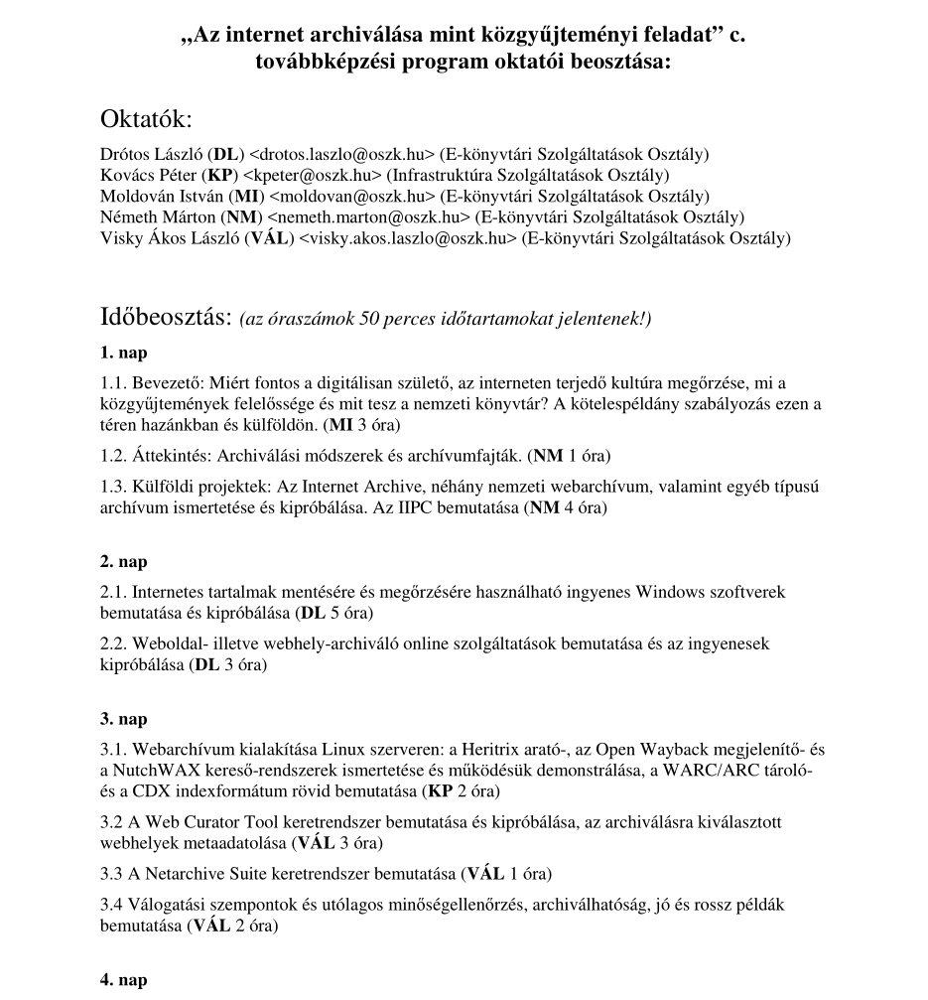 „Az internet archiválása mint közgyűjteményi feladat” c.
továbbképzési program oktatói beosztása:
Oktatók:
Drótos László (DL) <drotos.laszlo@oszk.hu> (E-könyvtári Szolgáltatások Osztály)
Kovács Péter (KP) <kpeter@oszk.hu> (Infrastruktúra Szolgáltatások Osztály)
Moldován István (MI) <moldovan@oszk.hu> (E-könyvtári Szolgáltatások Osztály)
Németh Márton (NM) <nemeth.marton@oszk.hu> (E-könyvtári Szolgáltatások Osztály)
Visky Ákos László (VÁL) <visky.akos.laszlo@oszk.hu> (E-könyvtári Szolgáltatások Osztály)
Időbeosztás: (az óraszámok 50 perces időtartamokat jelentenek!)
1. nap
1.1. Bevezető: Miért fontos a digitálisan születő, az interneten terjedő kultúra megőrzése, mi a
közgyűjtemények felelőssége és mit tesz a nemzeti könyvtár? A kötelespéldány szabályozás ezen a
téren hazánkban és külföldön. (MI 3 óra)
1.2. Áttekintés: Archiválási módszerek és archívumfajták. (NM 1 óra)
1.3. Külföldi projektek: Az Internet Archive, néhány nemzeti webarchívum, valamint egyéb típusú
archívum ismertetése és kipróbálása. Az IIPC bemutatása (NM 4 óra)
2. nap
2.1. Internetes tartalmak mentésére és megőrzésére használható ingyenes Windows szoftverek
bemutatása és kipróbálása (DL 5 óra)
2.2. Weboldal- illetve webhely-archiváló online szolgáltatások bemutatása és az ingyenesek
kipróbálása (DL 3 óra)
3. nap
3.1. Webarchívum kialakítása Linux szerveren: a Heritrix arató-, az Open Wayback megjelenítő- és
a NutchWAX kereső-rendszerek ismertetése és működésük demonstrálása, a WARC/ARC tároló-
és a CDX indexformátum rövid bemutatása (KP 2 óra)
3.2 A Web Curator Tool keretrendszer bemutatása és kipróbálása, az archiválásra kiválasztott
webhelyek metaadatolása (VÁL 3 óra)
3.3 A Netarchive Suite keretrendszer bemutatása (VÁL 1 óra)
3.4 Válogatási szempontok és utólagos minőségellenőrzés, archiválhatóság, jó és rossz példák
bemutatása (VÁL 2 óra)
4. nap